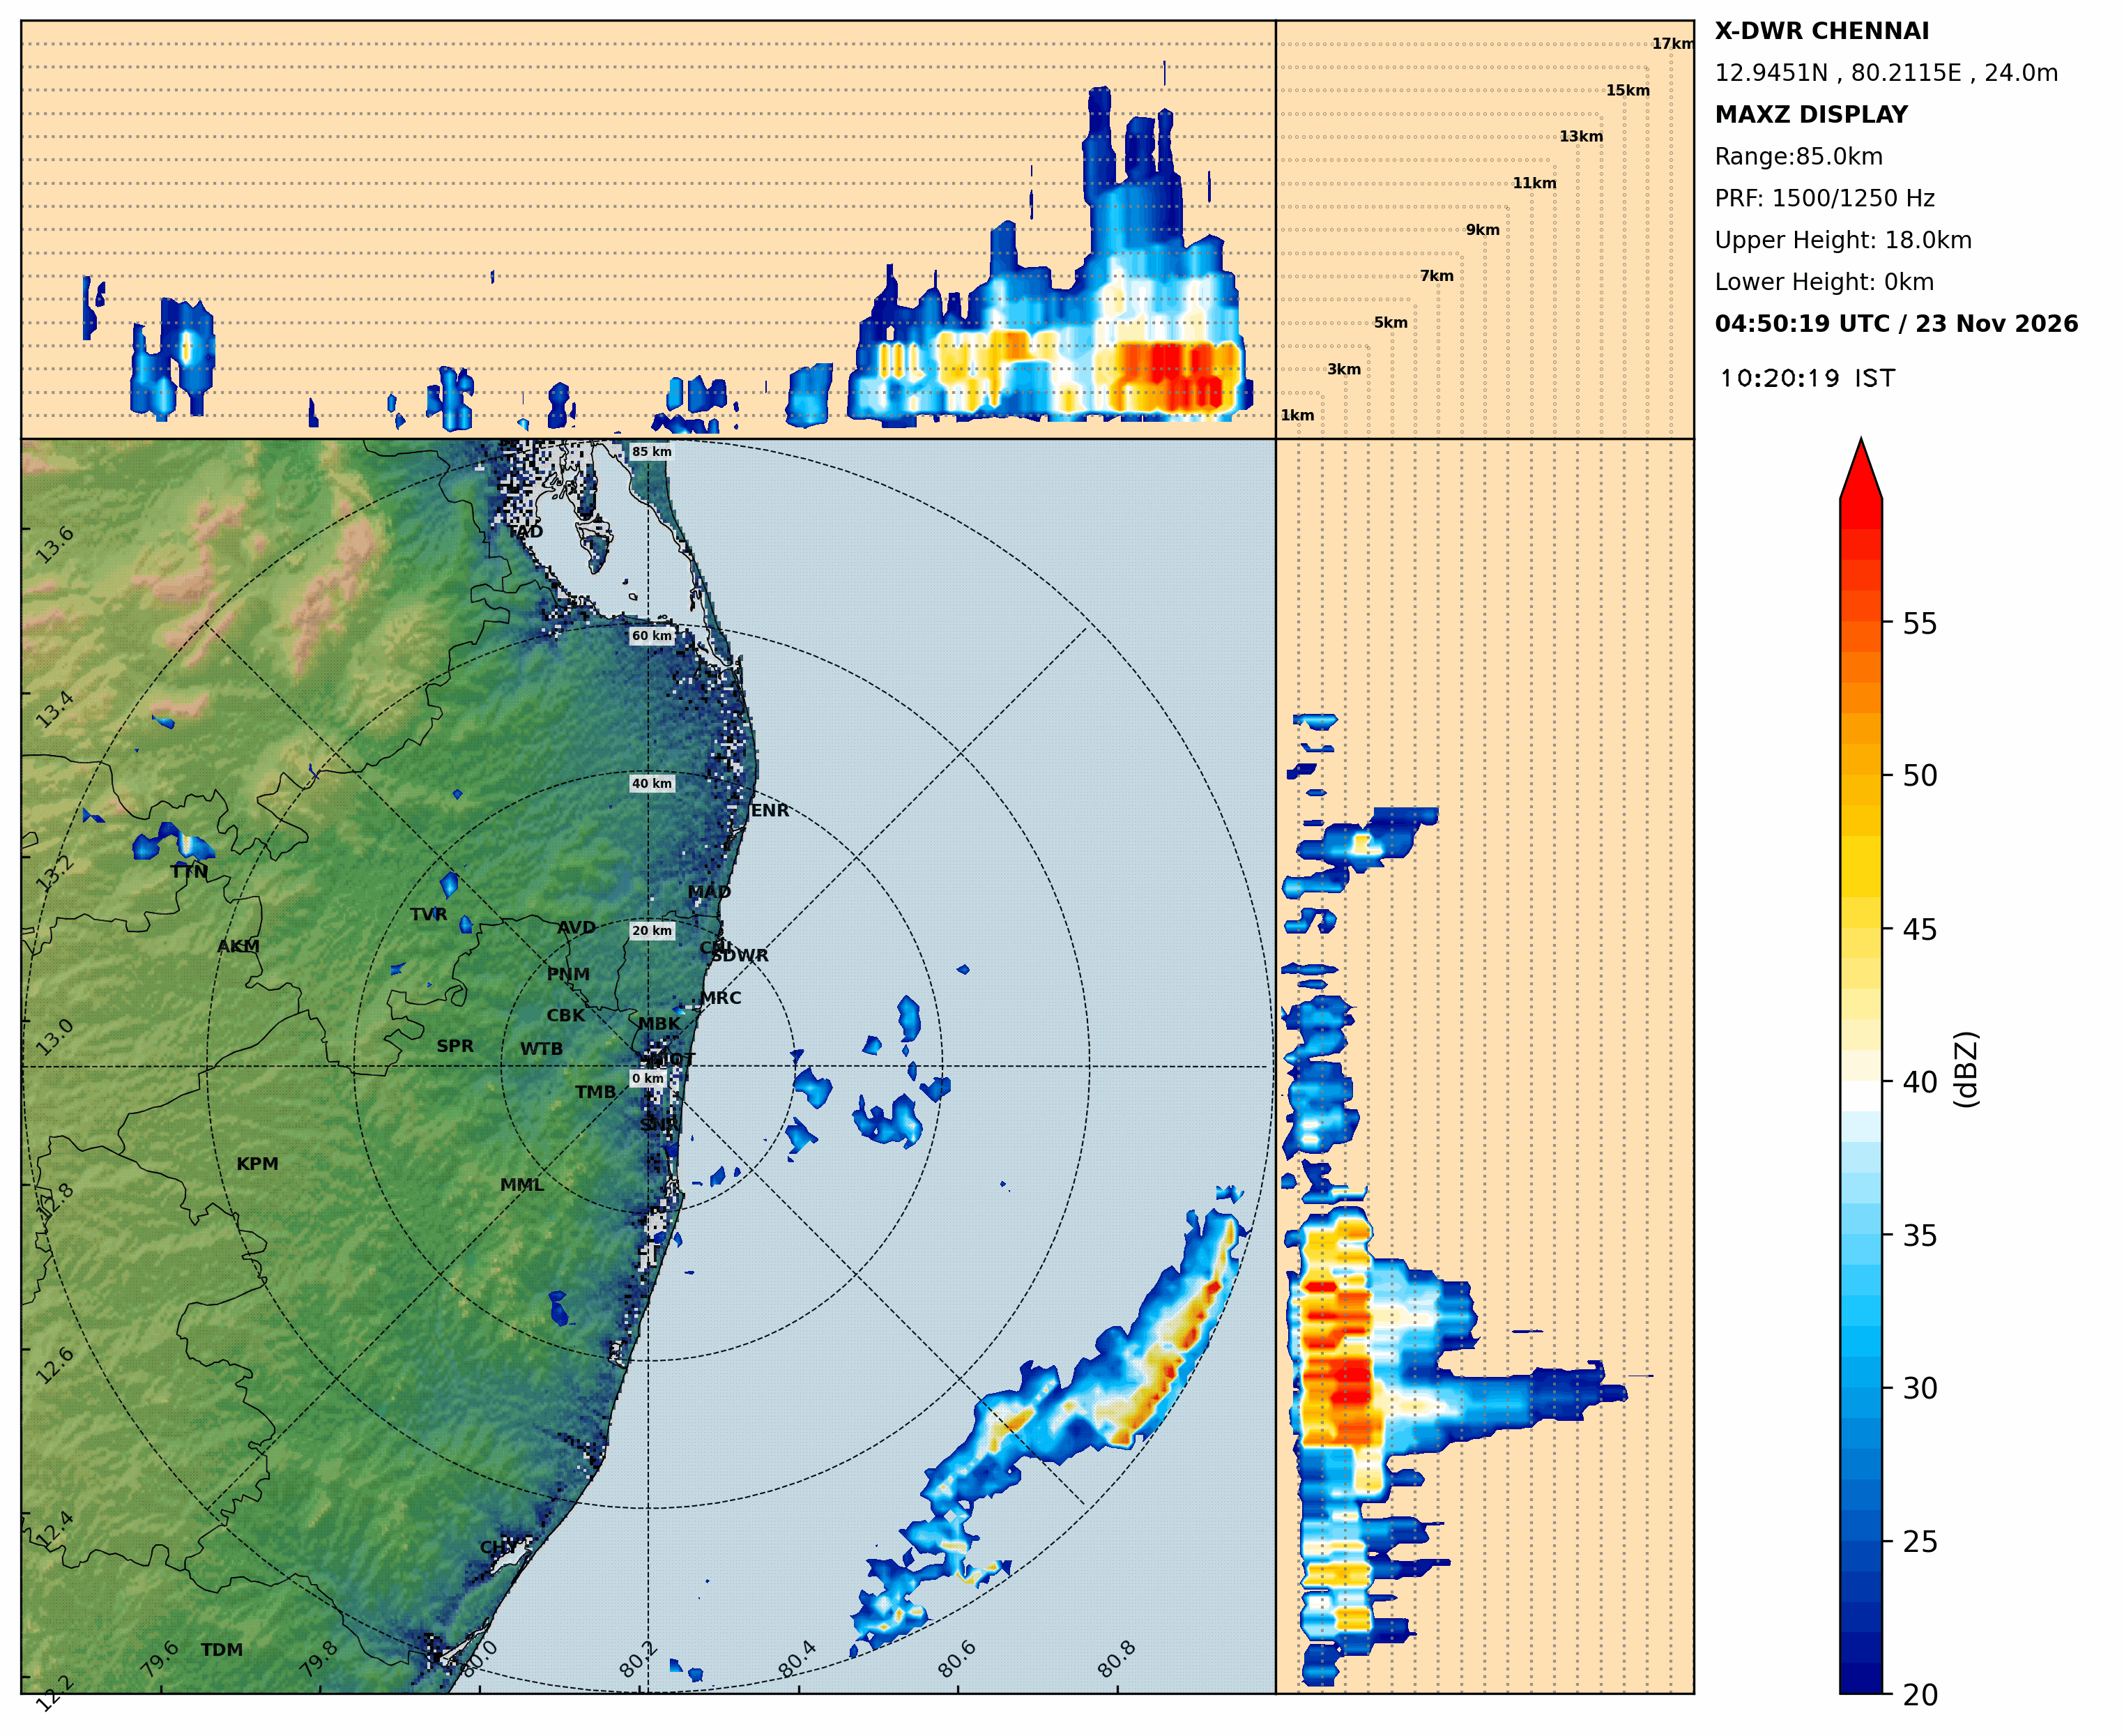 X-DWR CHENNAI
12.9451N , 80.2115E , 24.0m
MAXZ DISPLAY
Range:85.0km
PRF: 1500/1250 Hz
Upper Height: 18.0km
Lower Height: 0km
04:50:19 UTC / 23 Nov 2026
10:20:19 IST
17km
15km
13km
11km
9km
7km
5km
3km
1km
85 km
60 km
40 km
20 km
0 km
TAD
ENR
MAD
TTN
TVR
AVD
AKM
SDWR
PNM
MRC
CBK
MBK
SPR
WTB
TMB
SNR
KPM
MML
CHY
TDM
13.6
13.4
13.2
13.0
12.8
12.6
12.4
12.2
79.6
79.8
80.0
80.2
80.4
80.6
80.8
55
50
45
40
35
30
25
20
(dBZ)